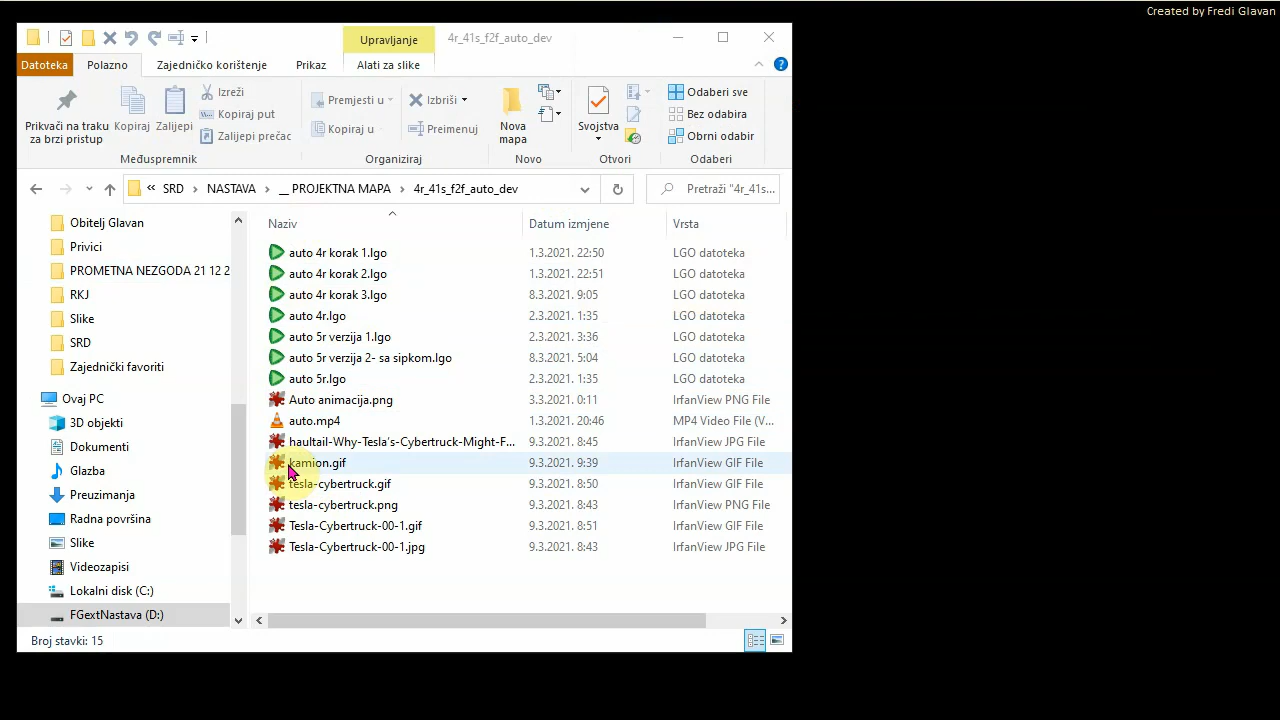 Created by Fredi Glavan
Upravljanje
4r_41s_f2f_auto_dev
Datoteka
Polazno
Zajedničko korištenje
Prikaz
Alati za slike
Prikvači na traku za brzi pristup
Kopiraj
Zalijepi
Izreži
Kopiraj put
Zalijepi prečac
Međuspremnik
Premjesti u
Kopiraj u
Izbriši
Preimenuj
Organiziraj
Nova mapa
Novo
Svojstva
Otvori
Odaberi sve
Bez odabira
Obrni odabir
Odaberi
« SRD > NASTAVA > __ PROJEKTNA MAPA > 4r_41s_f2f_auto_dev
Pretraži "4r_41s...
Obitelj Glavan
Privici
PROMETNA NEZGODA 21 12 2
RKJ
Slike
SRD
Zajednički favoriti
Ovaj PC
3D objekti
Dokumenti
Glazba
Preuzimanja
Radna površina
Slike
Videozapisi
Lokalni disk (C:)
FGextNastava (D:)
Naziv Datum izmjene Vrsta
auto 4r korak 1.lgo 1.3.2021. 22:50 LGO datoteka
auto 4r korak 2.lgo 1.3.2021. 22:51 LGO datoteka
auto 4r korak 3.lgo 8.3.2021. 9:05 LGO datoteka
auto 4r.lgo 2.3.2021. 1:35 LGO datoteka
auto 5r verzija 1.lgo 2.3.2021. 3:36 LGO datoteka
auto 5r verzija 2- sa sipkom.lgo 8.3.2021. 5:04 LGO datoteka
auto 5r.lgo 2.3.2021. 1:35 LGO datoteka
Auto animacija.png 3.3.2021. 0:11 IrfanView PNG File
auto.mp4 1.3.2021. 20:46 MP4 Video File (V...
haultail-Why-Tesla's-Cybertruck-Might-F... 9.3.2021. 8:45 IrfanView JPG File
kamion.gif 9.3.2021. 9:39 IrfanView GIF File
tesla-cybertruck.gif 9.3.2021. 8:50 IrfanView GIF File
tesla-cybertruck.png 9.3.2021. 8:43 IrfanView PNG File
Tesla-Cybertruck-00-1.gif 9.3.2021. 8:51 IrfanView GIF File
Tesla-Cybertruck-00-1.jpg 9.3.2021. 8:43 IrfanView JPG File
Broj stavki: 15